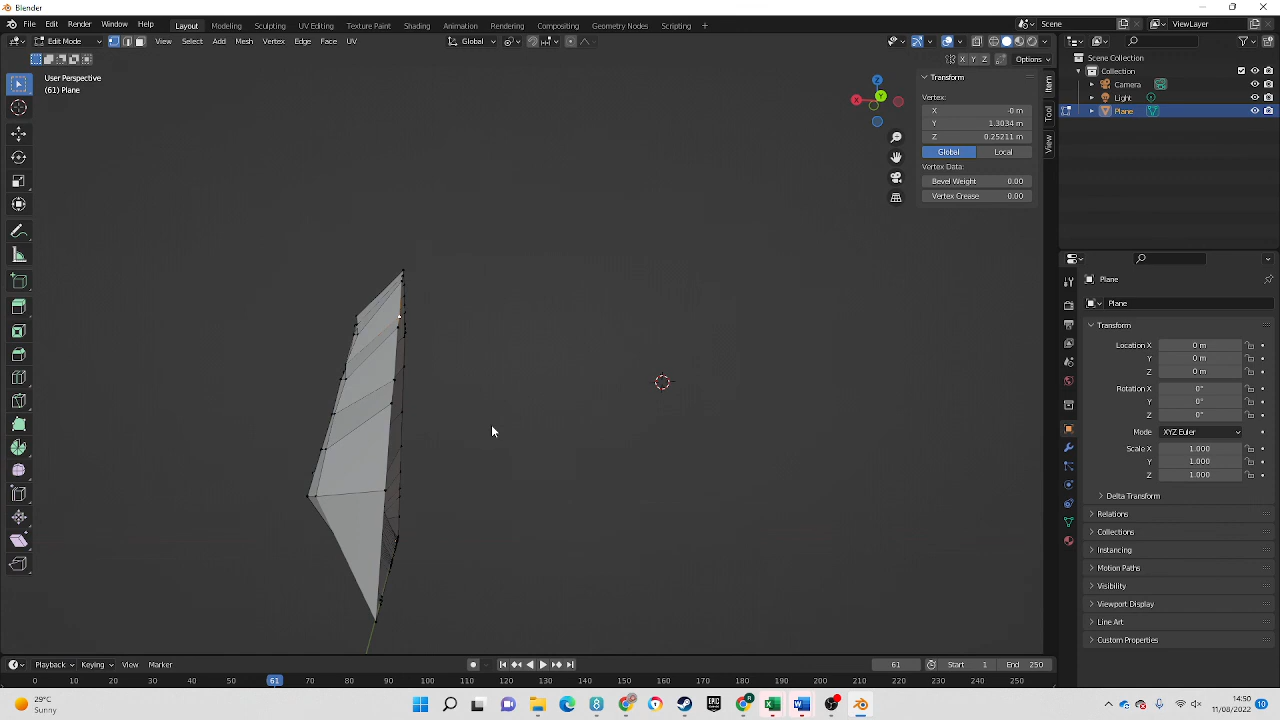 Blender
File Edit Render Window Help Layout Modeling Sculpting UV Editing Texture Paint Shading Animation Rendering Compositing Geometry Nodes Scripting + Scene ViewLayer
Edit Mode View Select Add Mesh Vertex Edge Face UV Global
X Y Z Options
User Perspective
(61) Plane
Z
X Y
Transform
Vertex:
X -0 m
Y 1.3034 m
Z 0.25211 m
Global Local
Vertex Data:
Bevel Weight 0.00
Vertex Crease 0.00
Item
Tool
View
Scene Collection
Collection
Camera
Light
Plane
Plane
Plane
Transform
Location X 0 m
Y 0 m
Z 0 m
Rotation X 0°
Y 0°
Z 0°
Mode XYZ Euler
Scale X 1.000
Y 1.000
Z 1.000
Delta Transform
Relations
Collections
Instancing
Motion Paths
Visibility
Viewport Display
Line Art
Custom Properties
Playback Keying View Marker 61 Start 1 End 250
0 10 20 30 40 50 61 70 80 90 100 110 120 130 140 150 160 170 180 190 200 210 220 230 240 250
29°C
Sunny
14:50
11/08/2022